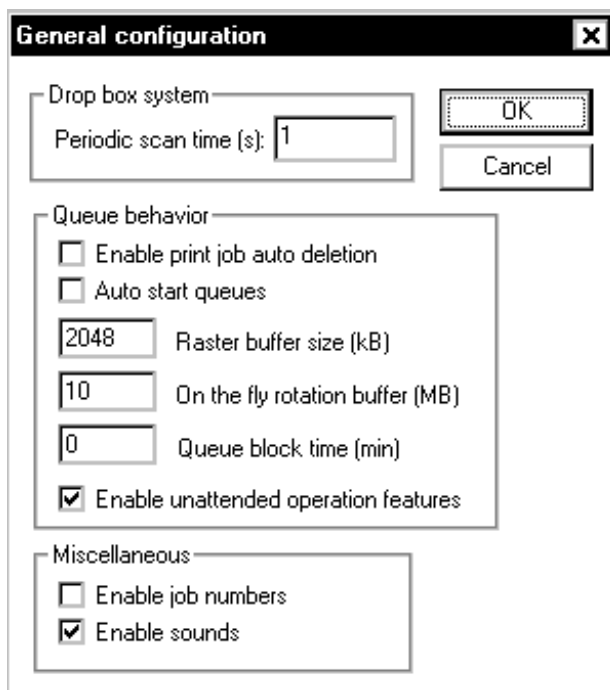 General configuration
Drop box system
Periodic scan time (s): 1
OK
Cancel
Queue behavior
Enable print job auto deletion
Auto start queues
2048 Raster buffer size (kB)
10 On the fly rotation buffer (MB)
0 Queue block time (min)
Enable unattended operation features
Miscellaneous
Enable job numbers
Enable sounds